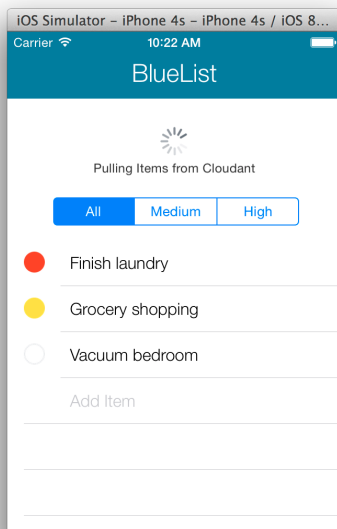 iOS Simulator – iPhone 4s – iPhone 4s / iOS 8...
Carrier 10:22 AM
BlueList
Pulling Items from Cloudant
All Medium High
Finish laundry
Grocery shopping
Vacuum bedroom
Add Item